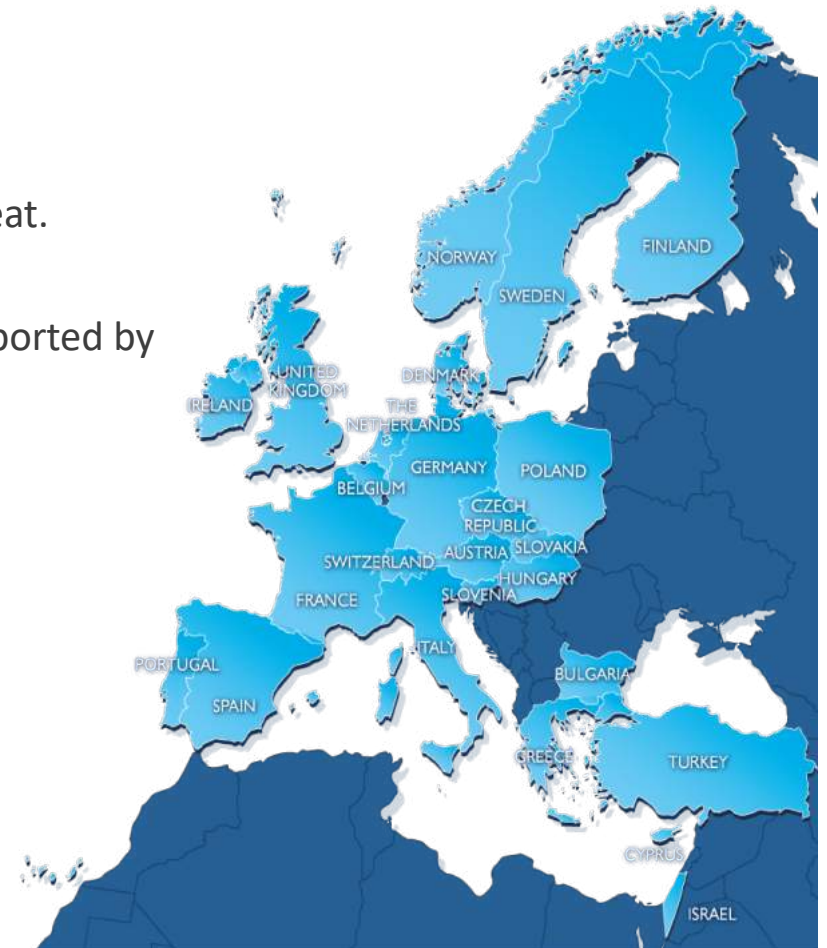 eat.
ported by
NORWAY
FINLAND
SWEDEN
UNITED
KINGDOM
DENMARK
IRELAND
THE
NETHERLANDS
GERMANY
POLAND
BELGIUM
CZECH
REPUBLIC
SWITZERLAND
AUSTRIA
SLOVAKIA
HUNGARY
SLOVENIA
FRANCE
ITALY
PORTUGAL
BULGARIA
SPAIN
GREECE
TURKEY
CYPRUS
ISRAEL